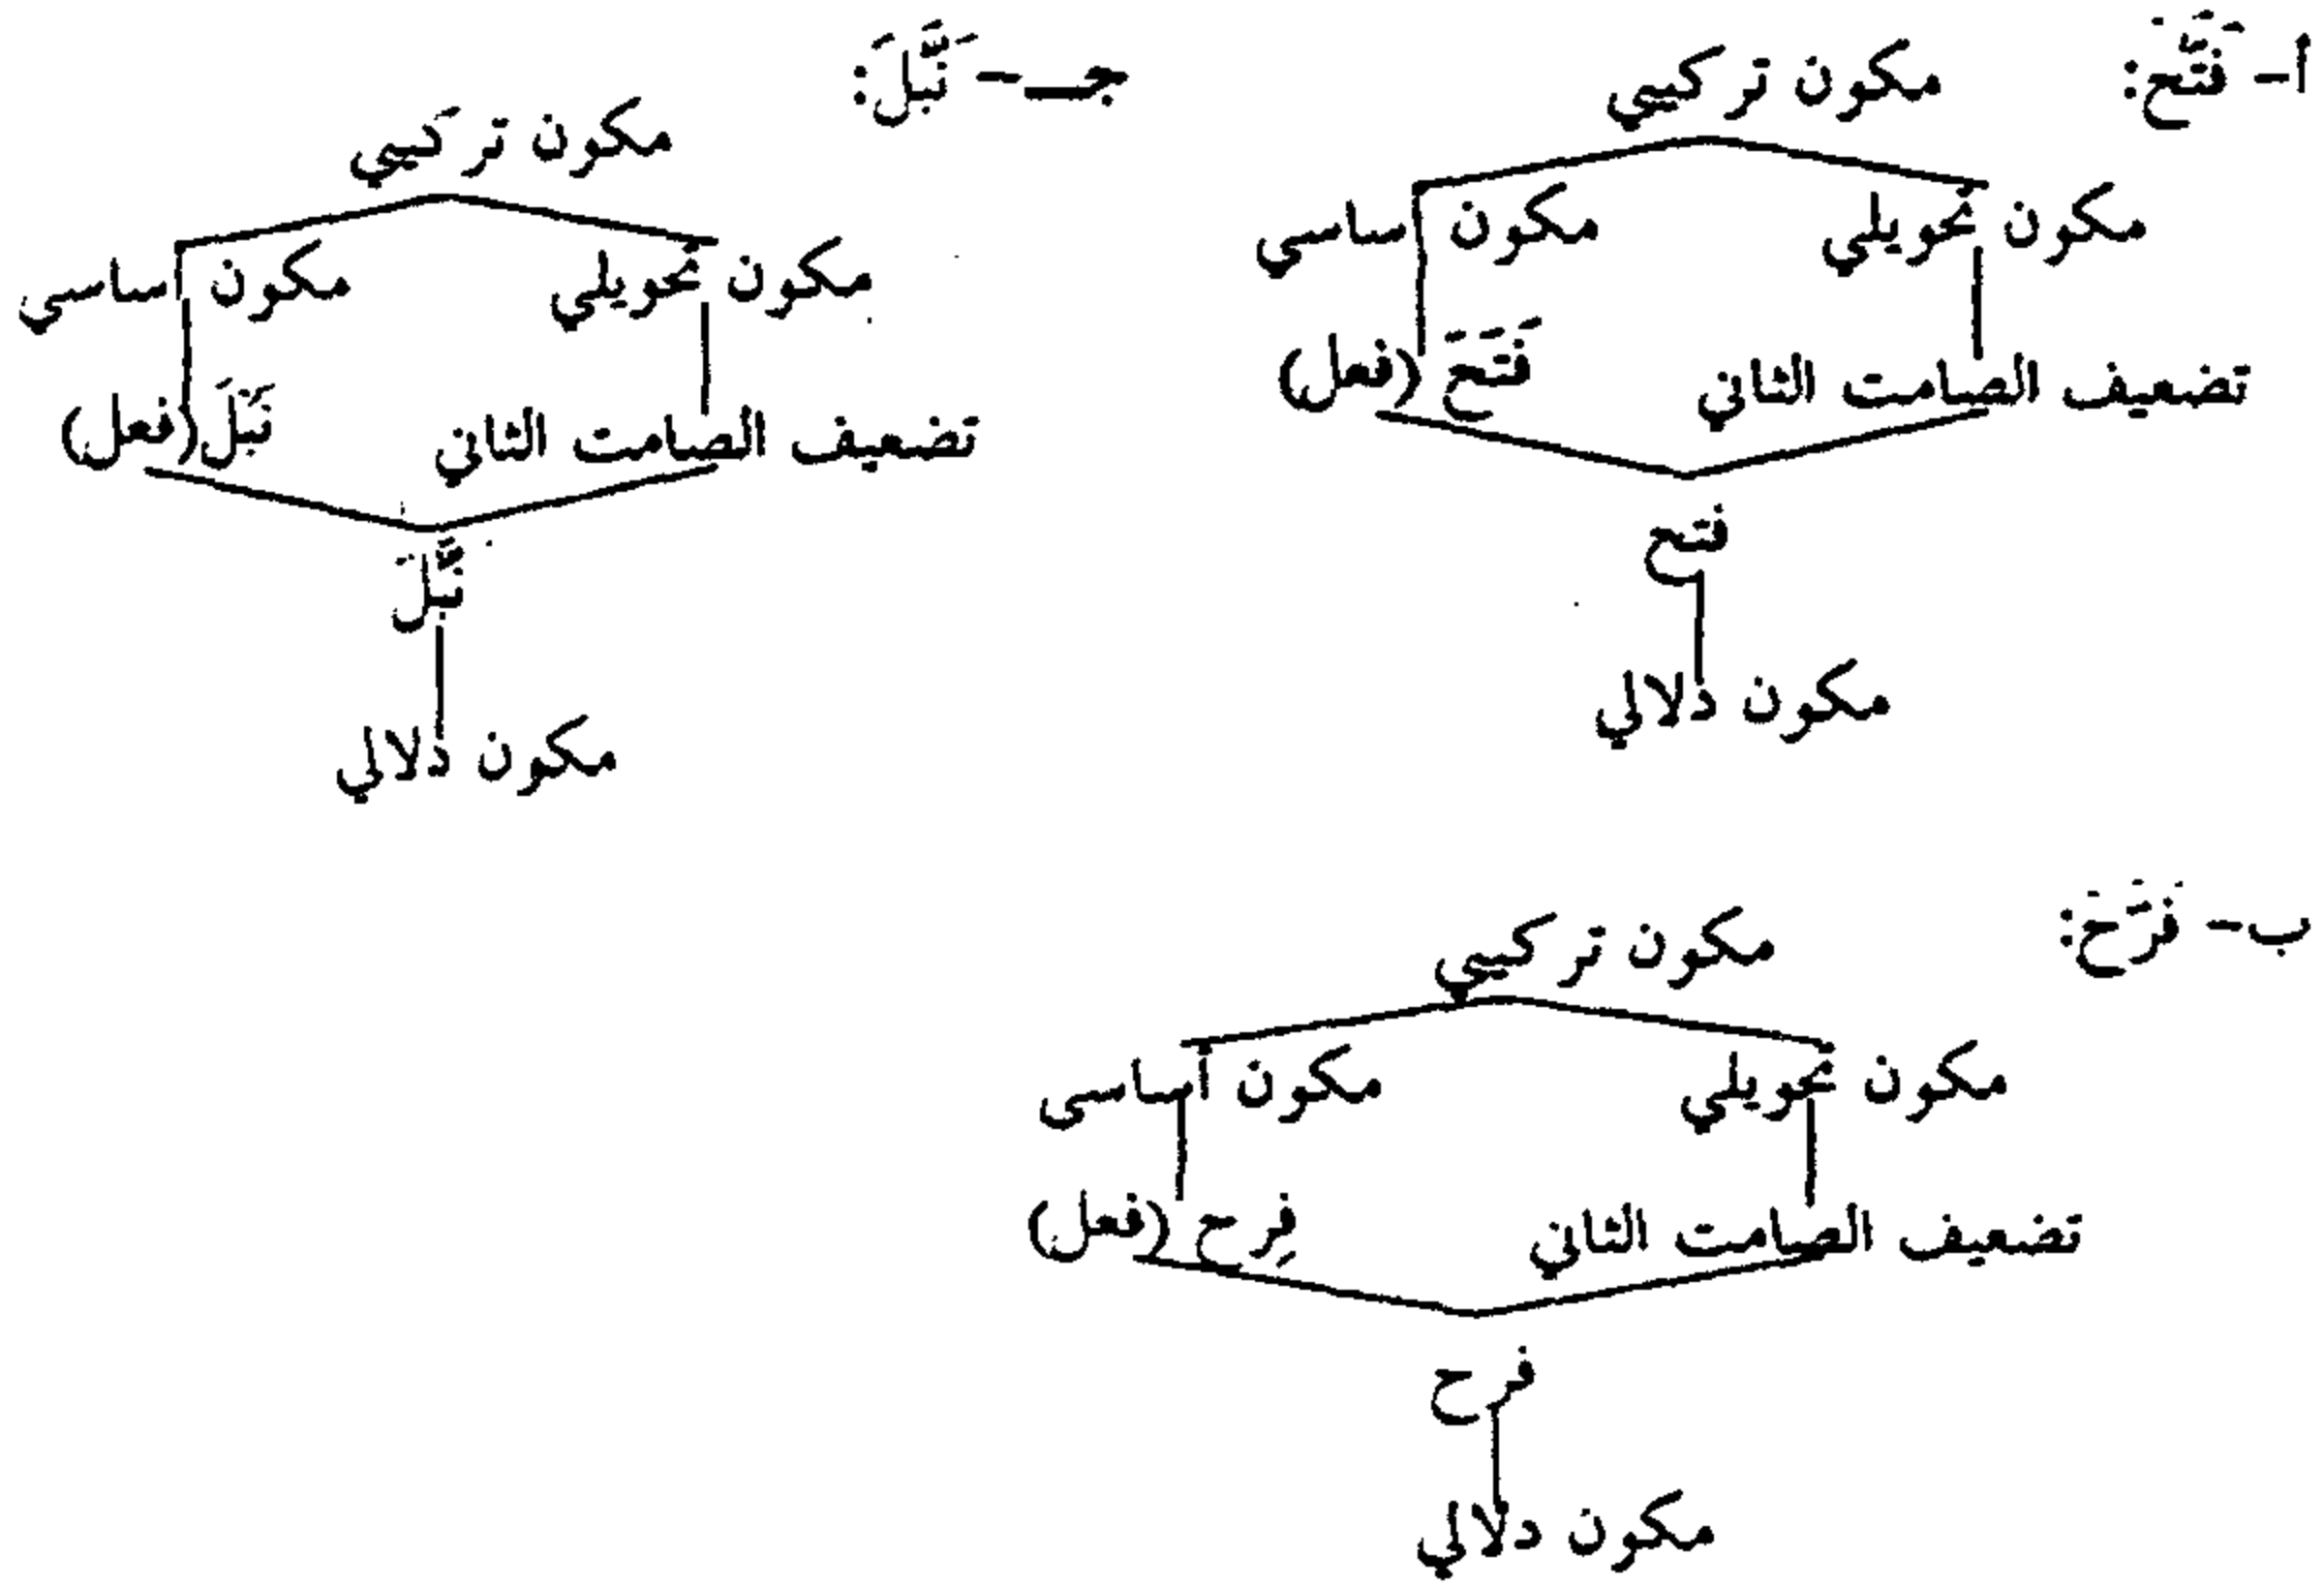 أ- فَتَّحَ:
مكون تركيبي
مكون تحويلي
مكون أساسي
تضعيف الصامت الثاني
فَتَحَ (فعل)
فتح
مكون دلالي
جـ- نَبَّلَ:
مكون تركيبي
مكون تحويلي
مكون أساسي
تضعيف الصامت الثاني
نَبَلَ (فعل)
نَبَّلَ
مكون دلالي
ب- فَرَّحَ:
مكون تركيبي
مكون تحويلي
مكون أساسي
تضعيف الصامت الثاني
فِرح (فعل)
فرح
مكون دلالي